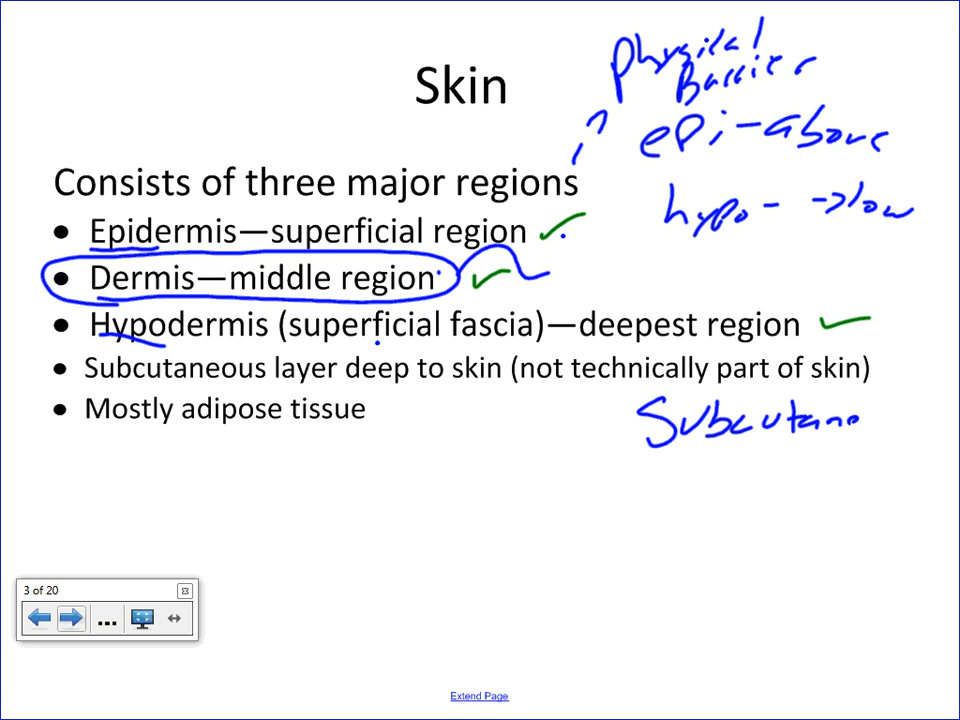 Physical
Barrier
Skin
epi - above
Consists of three major regions
hypo - → low
• Epidermis—superficial region
• Dermis—middle region
• Hypodermis (superficial fascia)—deepest region
• Subcutaneous layer deep to skin (not technically part of skin)
• Mostly adipose tissue
Subcutano
3 of 20
...
Extend Page